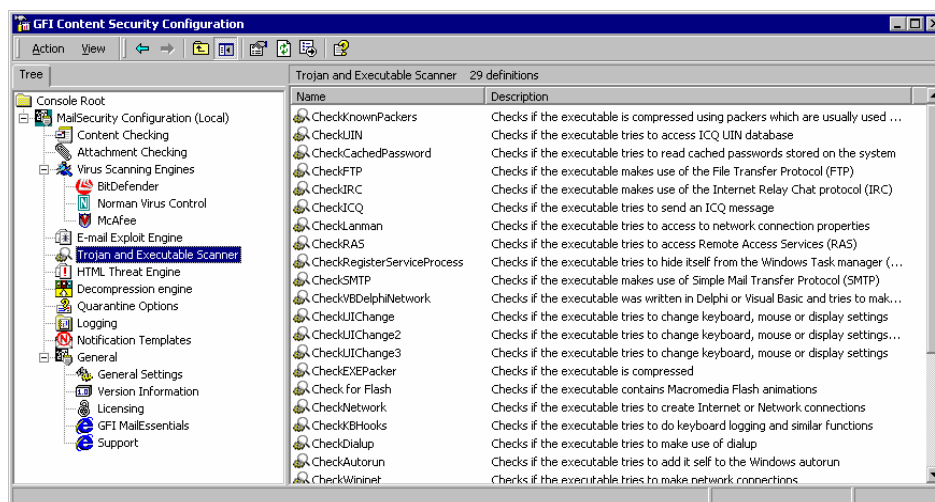 GFI Content Security Configuration
Action View
Tree
Trojan and Executable Scanner 29 definitions
Console Root
MailSecurity Configuration (Local)
Content Checking
Attachment Checking
Virus Scanning Engines
BitDefender
Norman Virus Control
McAfee
E-mail Exploit Engine
Trojan and Executable Scanner
HTML Threat Engine
Decompression engine
Quarantine Options
Logging
Notification Templates
General
General Settings
Version Information
Licensing
GFI MailEssentials
Support
Name Description
CheckKnownPackers Checks if the executable is compressed using packers which are usually used ...
CheckUIN Checks if the executable tries to access ICQ UIN database
CheckCachedPassword Checks if the executable tries to read cached passwords stored on the system
CheckFTP Checks if the executable makes use of the File Transfer Protocol (FTP)
CheckIRC Checks if the executable makes use of the Internet Relay Chat protocol (IRC)
CheckICQ Checks if the executable tries to send an ICQ message
CheckLanman Checks if the executable tries to access to network connection properties
CheckRAS Checks if the executable tries to access Remote Access Services (RAS)
CheckRegisterServiceProcess Checks if the executable tries to hide itself from the Windows Task manager (...
CheckSMTP Checks if the executable makes use of Simple Mail Transfer Protocol (SMTP)
CheckVBDelphiNetwork Checks if the executable was written in Delphi or Visual Basic and tries to mak...
CheckUIChange Checks if the executable tries to change keyboard, mouse or display settings
CheckUIChange2 Checks if the executable tries to change keyboard, mouse or display settings...
CheckUIChange3 Checks if the executable tries to change keyboard, mouse or display settings
CheckEXEPacker Checks if the executable is compressed
Check for Flash Checks if the executable contains Macromedia Flash animations
CheckNetwork Checks if the executable tries to create Internet or Network connections
CheckKBHooks Checks if the executable tries to do keyboard logging and similar functions
CheckDialup Checks if the executable tries to make use of dialup
CheckAutorun Checks if the executable tries to add it self to the Windows autorun
CheckWininet Checks if the executable tries to make network connections